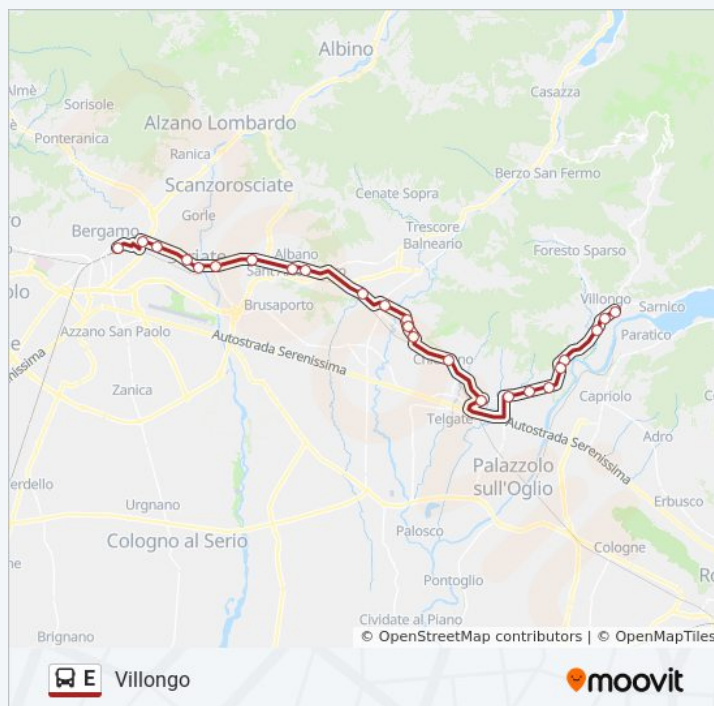 Albino
Almè
Sorisole
Casazza
Alzano Lombardo
Ponteranica
Ranica
Berzo San Fermo
Scanzorosciate
Cenate Sopra
Gorle
Trescore
Balneario
Bergamo
Foresto Sparso
Albano
Villongo
Sarnico
Brusaporto
Paratico
Azzano San Paolo
Autostrada Serenissima
Zanica
Capriolo
Telgate
Autostrada Serenissima
Adro
Palazzolo
sull'Oglio
Urgnano
Erbusco
Palosco
Cologno al Serio
Cologne
Pontoglio
Cividate al Piano
Brignano
© OpenStreetMap contributors | © OpenMapTiles
E Villongo
moovit